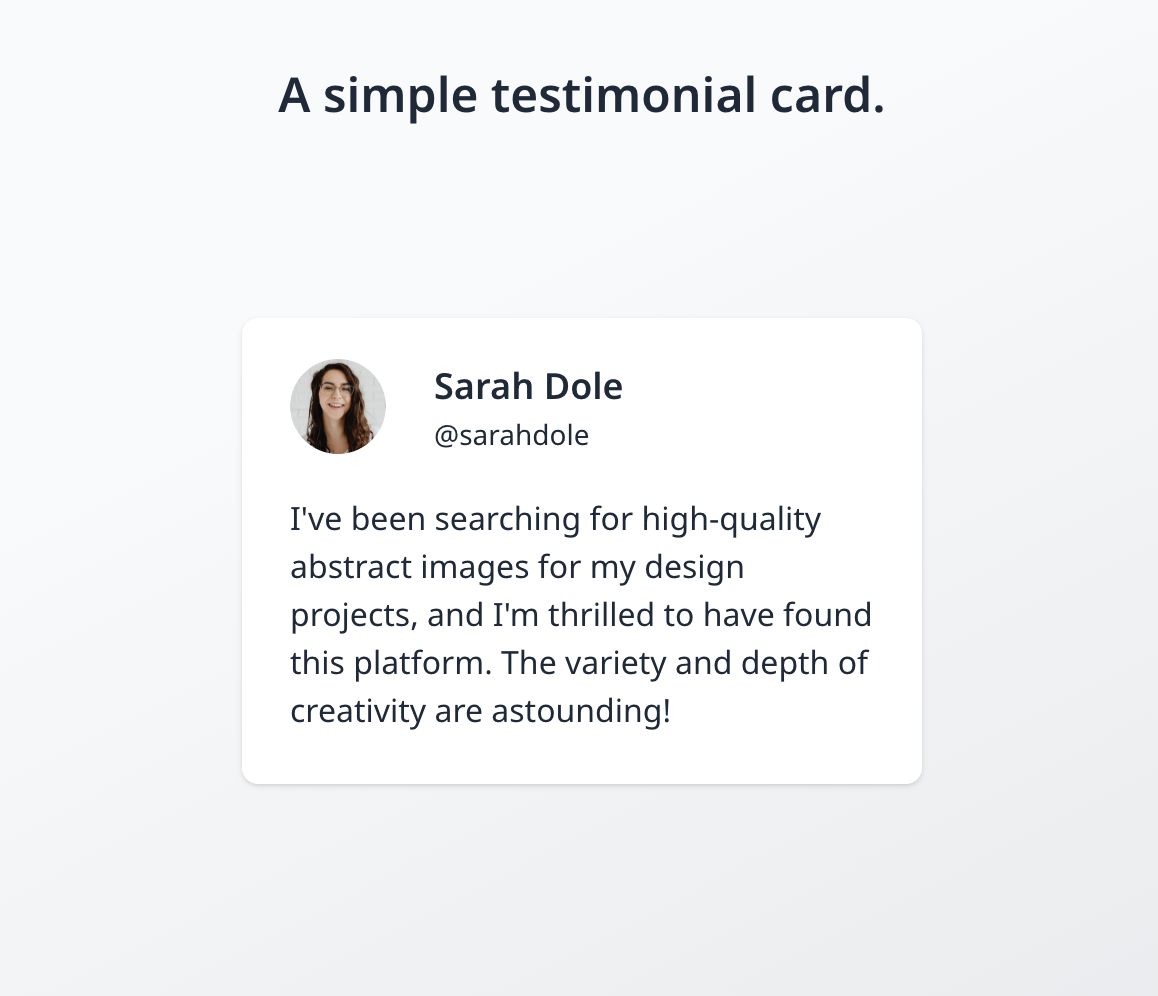 A simple testimonial card.
Sarah Dole
@sarahdole
I've been searching for high-quality
abstract images for my design
projects, and I'm thrilled to have found
this platform. The variety and depth of
creativity are astounding!